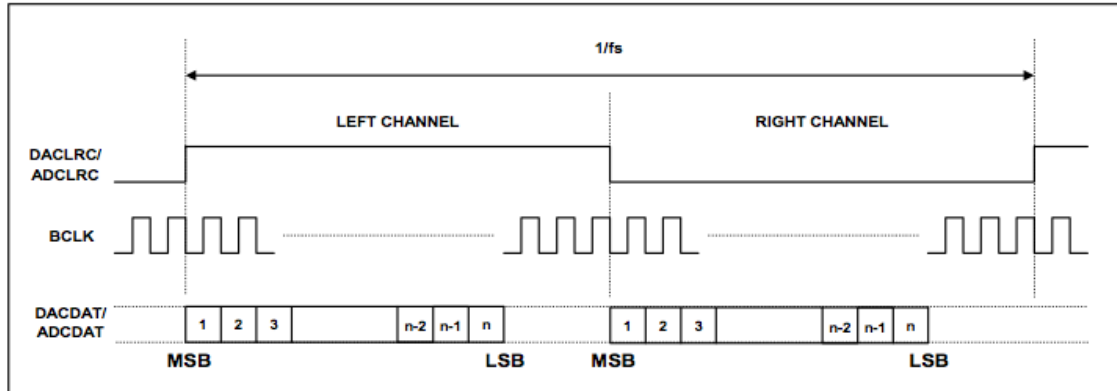 1/fs
LEFT CHANNEL
RIGHT CHANNEL
DACLRC/
ADCLRC
BCLK
DACDAT/
ADCDAT
1 2 3 n-2 n-1 n 1 2 3 n-2 n-1 n
MSB LSB MSB LSB